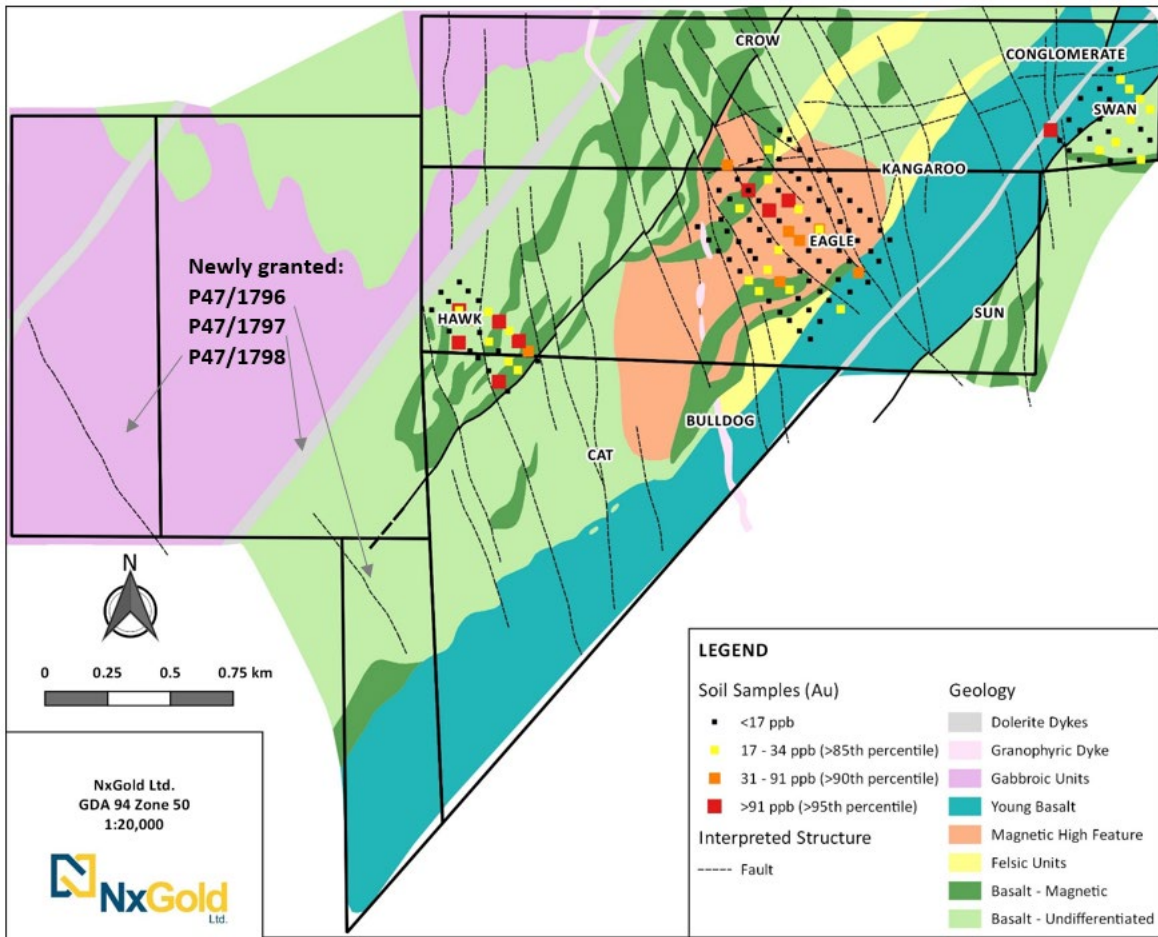 CROW
CONGLOMERATE
SWAN
KANGAROO
EAGLE
Newly granted:
P47/1796
P47/1797
P47/1798
HAWK
SUN
BULLDOG
CAT
N
0 0.25 0.5 0.75 km
NxGold Ltd.
GDA 94 Zone 50
1:20,000
NxGold
Ltd.
LEGEND
Soil Samples (Au)
<17 ppb
17 - 34 ppb (>85th percentile)
31 - 91 ppb (>90th percentile)
>91 ppb (>95th percentile)
Interpreted Structure
Fault
Geology
Dolerite Dykes
Granophyric Dyke
Gabbroic Units
Young Basalt
Magnetic High Feature
Felsic Units
Basalt - Magnetic
Basalt - Undifferentiated